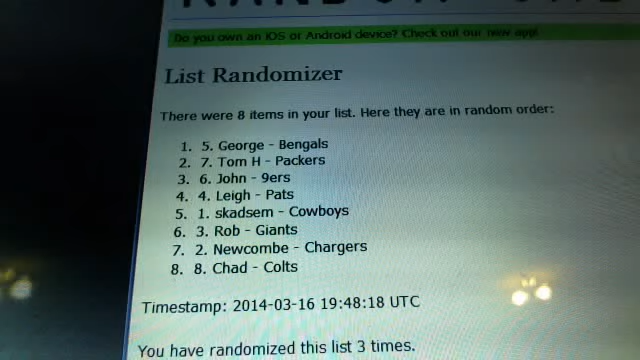 Do you own an iOS or Android device? Check out our new app!
List Randomizer
There were 8 items in your list. Here they are in random order:
1. 5. George - Bengals
2. 7. Tom H - Packers
3. 6. John - 9ers
4. 4. Leigh - Pats
5. 1. skadsem - Cowboys
6. 3. Rob - Giants
7. 2. Newcombe - Chargers
8. 8. Chad - Colts
Timestamp: 2014-03-16 19:48:18 UTC
You have randomized this list 3 times.